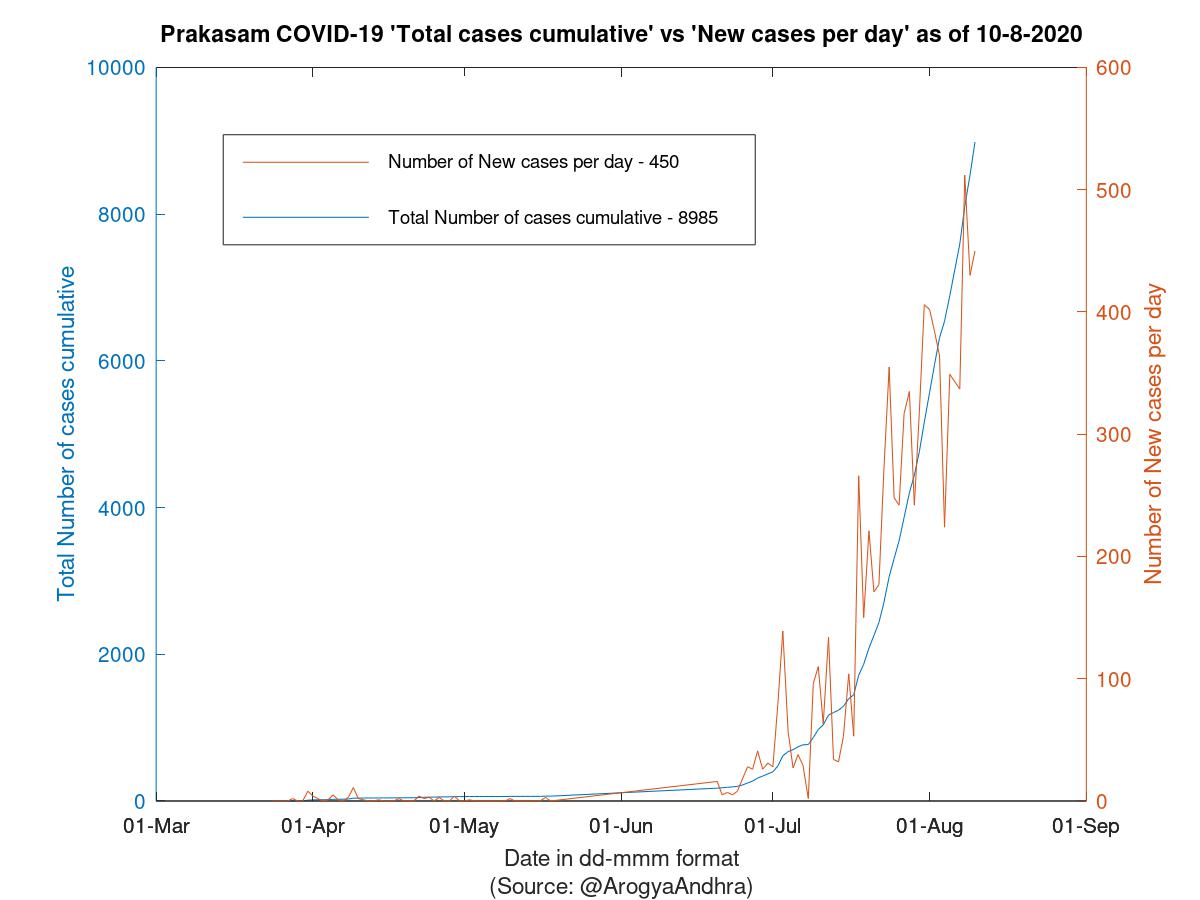 Prakasam COVID-19 'Total cases cumulative' vs 'New cases per day' as of 10-8-2020
10000
8000
6000
4000
2000
0
Total Number of cases cumulative
Number of New cases per day - 450
Total Number of cases cumulative - 8985
600
500
400
300
200
100
0
Number of New cases per day
01-Mar 01-Apr 01-May 01-Jun 01-Jul 01-Aug 01-Sep
Date in dd-mmm format
(Source: @ArogyaAndhra)